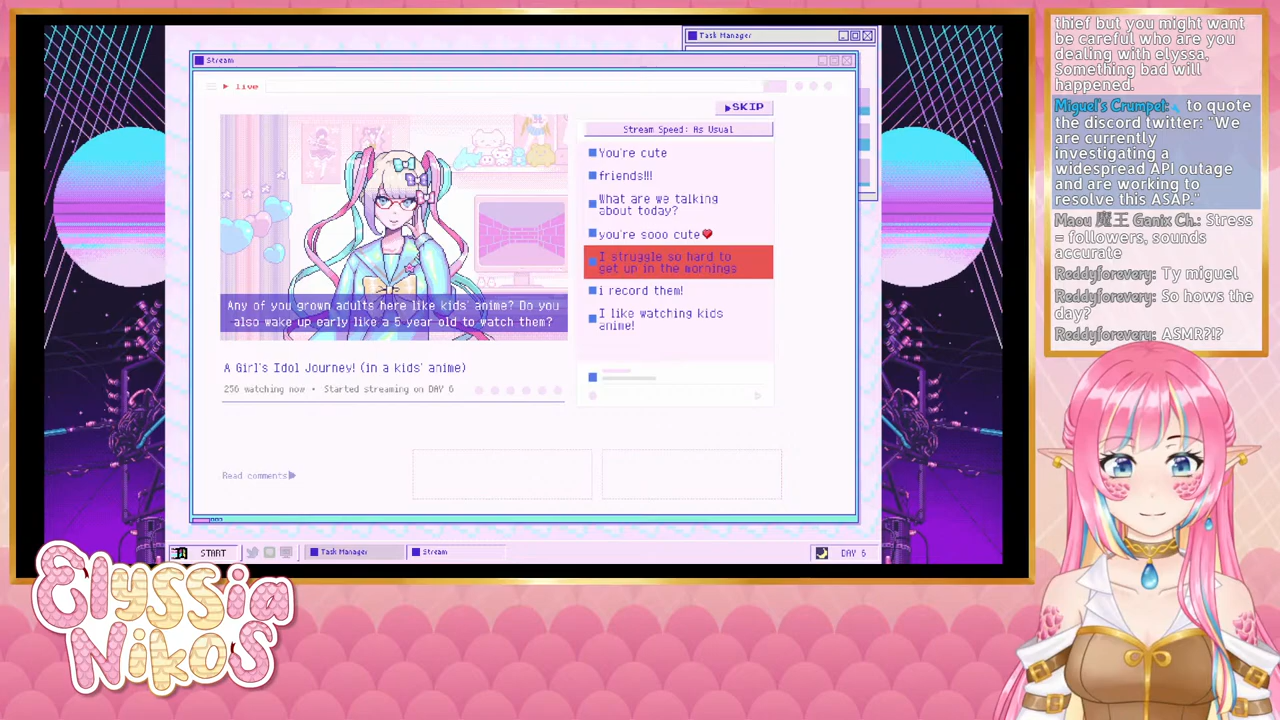 Task Manager
Stream
live
SKIP
Stream Speed: As Usual
You're cute
friends!!!
What are we talking
about today?
you're sooo cute❤
I struggle so hard to
get up in the mornings
i record them!
I like watching kids
anime!
Any of you grown adults here like kids' anime? Do you
also wake up early like a 5 year old to watch them?
A Girl's Idol Journey! (in a kids' anime)
256 watching now • Started streaming on DAY 6
Read comments
START
Task Manager
Stream
DAY 6
thief but you might want
be careful who are you
dealing with elyssa,
Something bad will
happened.
Miguel's Crumpet: to quote
the discord twitter: "We
are currently
investigating a
widespread API outage
and are working to
resolve this ASAP."
Maou 魔王 Ganix Ch.: Stress
= followers, sounds
accurate
Reddyforevery: Ty miguel
Reddyforevery: So hows the
day?
Reddyforevery: ASMR?!?
Elyssia
Nikos